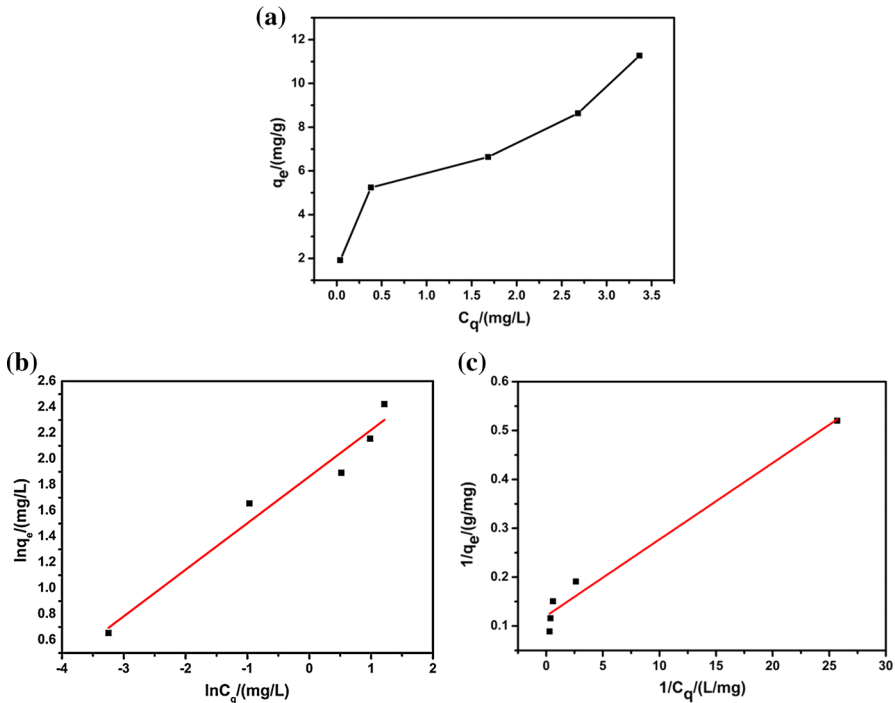 (a)
12
10
8
6
4
2
qe/(mg/g)
0.0 0.5 1.0 1.5 2.0 2.5 3.0 3.5
Cq/(mg/L)
(b)
2.6
2.4
2.2
2.0
1.8
1.6
1.4
1.2
1.0
0.8
0.6
lnqe/(mg/L)
-4 -3 -2 -1 0 1 2
lnCq/(mg/L)
(c)
0.6
0.5
0.4
0.3
0.2
0.1
1/qe/(g/mg)
0 5 10 15 20 25 30
1/Cq/(L/mg)